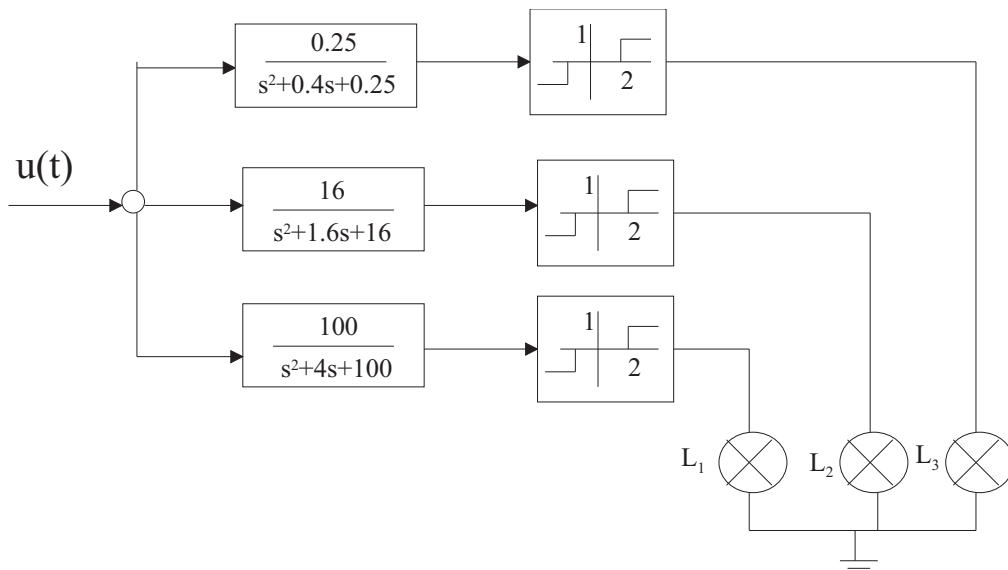 0.25
s²+0.4s+0.25
1
2
u(t)
16
s²+1.6s+16
1
2
100
s²+4s+100
1
2
L₁
L₂
L₃